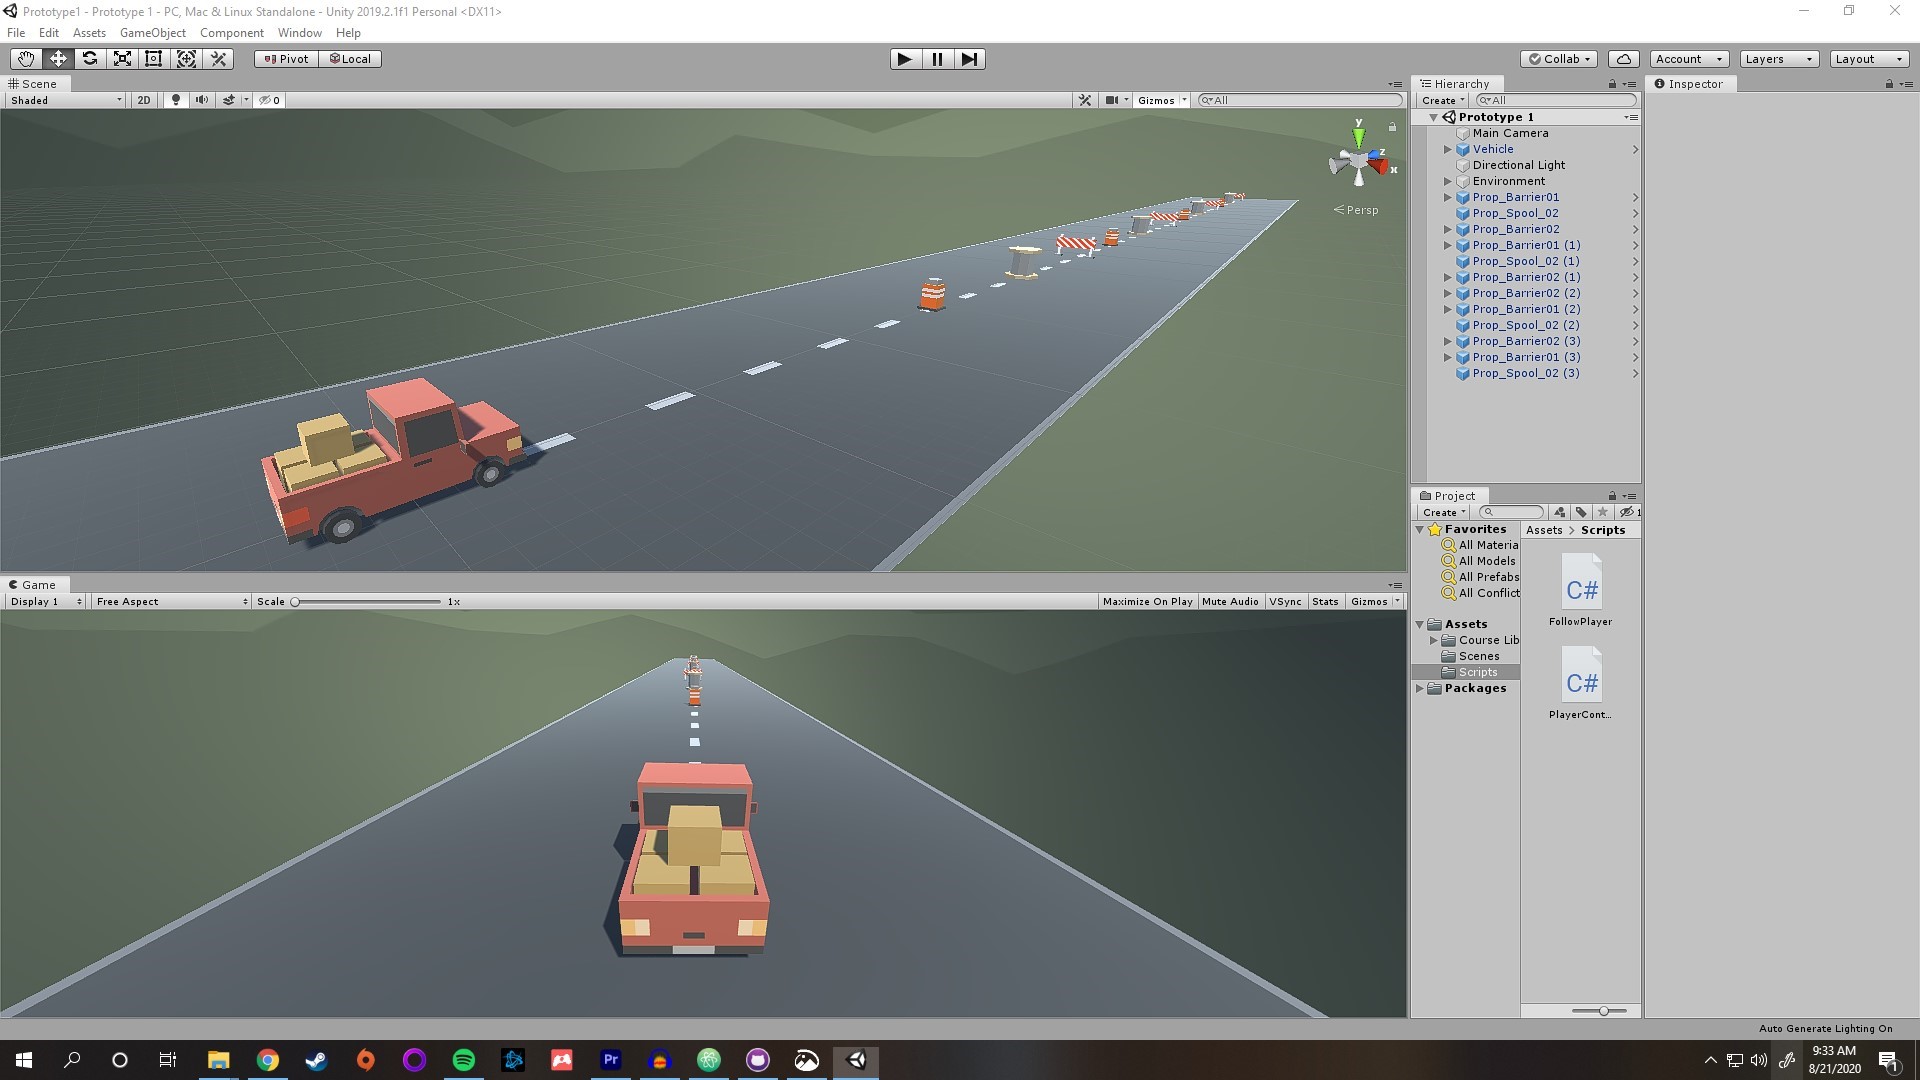 Prototype1 - Prototype 1 - PC, Mac & Linux Standalone - Unity 2019.2.1f1 Personal <DX11>
File Edit Assets GameObject Component Window Help
Pivot Local Collab Account Layers Layout
Scene
Shaded 2D 0 Gizmos All
y
z
x
Persp
Hierarchy
Create All
Prototype 1
Main Camera
Vehicle
Directional Light
Environment
Prop_Barrier01
Prop_Spool_02
Prop_Barrier02
Prop_Barrier01 (1)
Prop_Spool_02 (1)
Prop_Barrier02 (1)
Prop_Barrier02 (2)
Prop_Barrier01 (2)
Prop_Spool_02 (2)
Prop_Barrier02 (3)
Prop_Barrier01 (3)
Prop_Spool_02 (3)
Inspector
Game
Display 1 Free Aspect Scale 1x Maximize On Play Mute Audio VSync Stats Gizmos
Project
Create 1
Favorites
All Materia
All Models
All Prefabs
All Conflict
Assets
Course Lib
Scenes
Scripts
Packages
Assets > Scripts
C#
FollowPlayer
C#
PlayerCont...
Auto Generate Lighting On
Pr
9:33 AM
8/21/2020
1